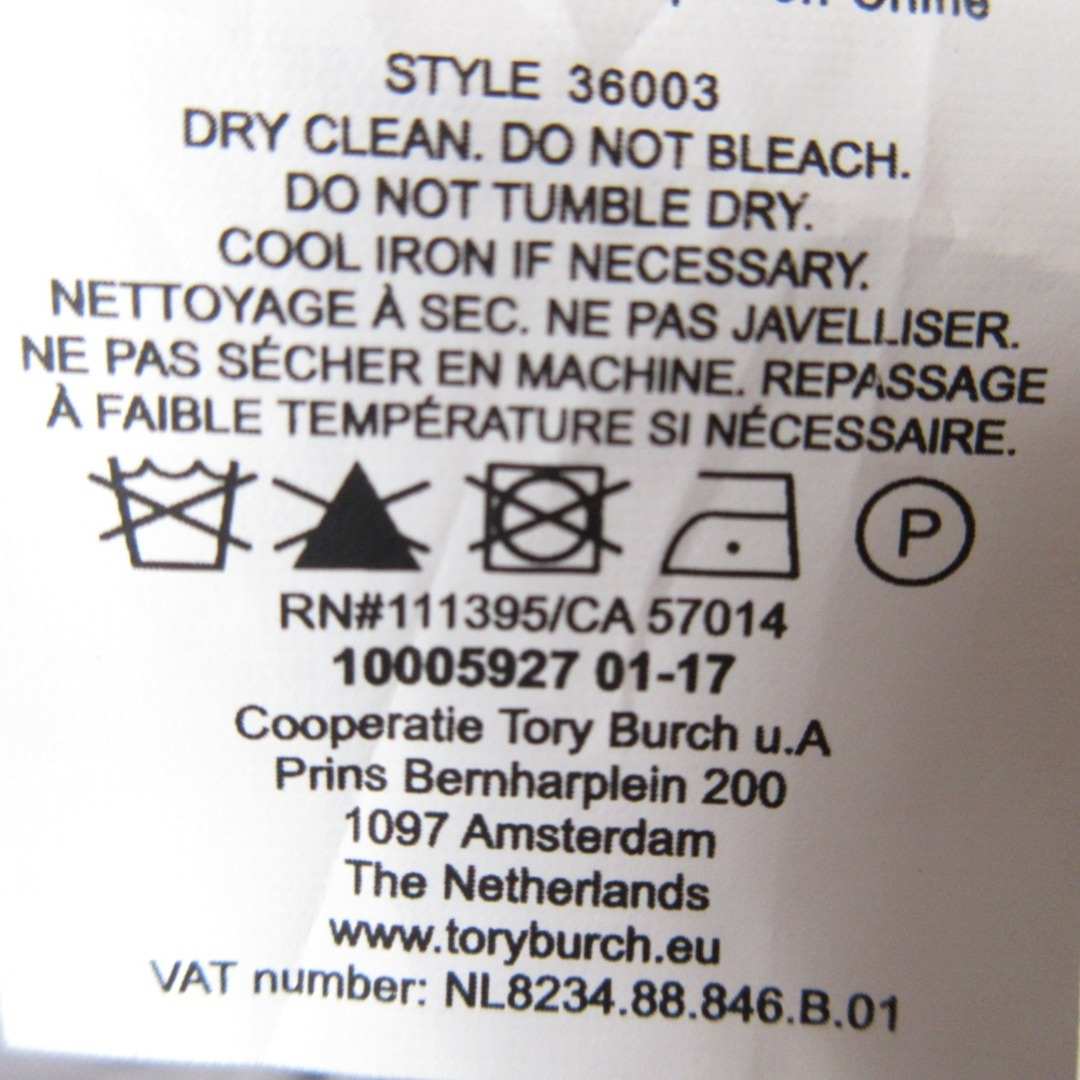 en Chine
STYLE 36003
DRY CLEAN. DO NOT BLEACH.
DO NOT TUMBLE DRY.
COOL IRON IF NECESSARY.
NETTOYAGE À SEC. NE PAS JAVELLISER.
NE PAS SÉCHER EN MACHINE. REPASSAGE
À FAIBLE TEMPÉRATURE SI NÉCESSAIRE.
P
RN#111395/CA 57014
10005927 01-17
Cooperatie Tory Burch u.A
Prins Bernharplein 200
1097 Amsterdam
The Netherlands
www.toryburch.eu
VAT number: NL8234.88.846.B.01